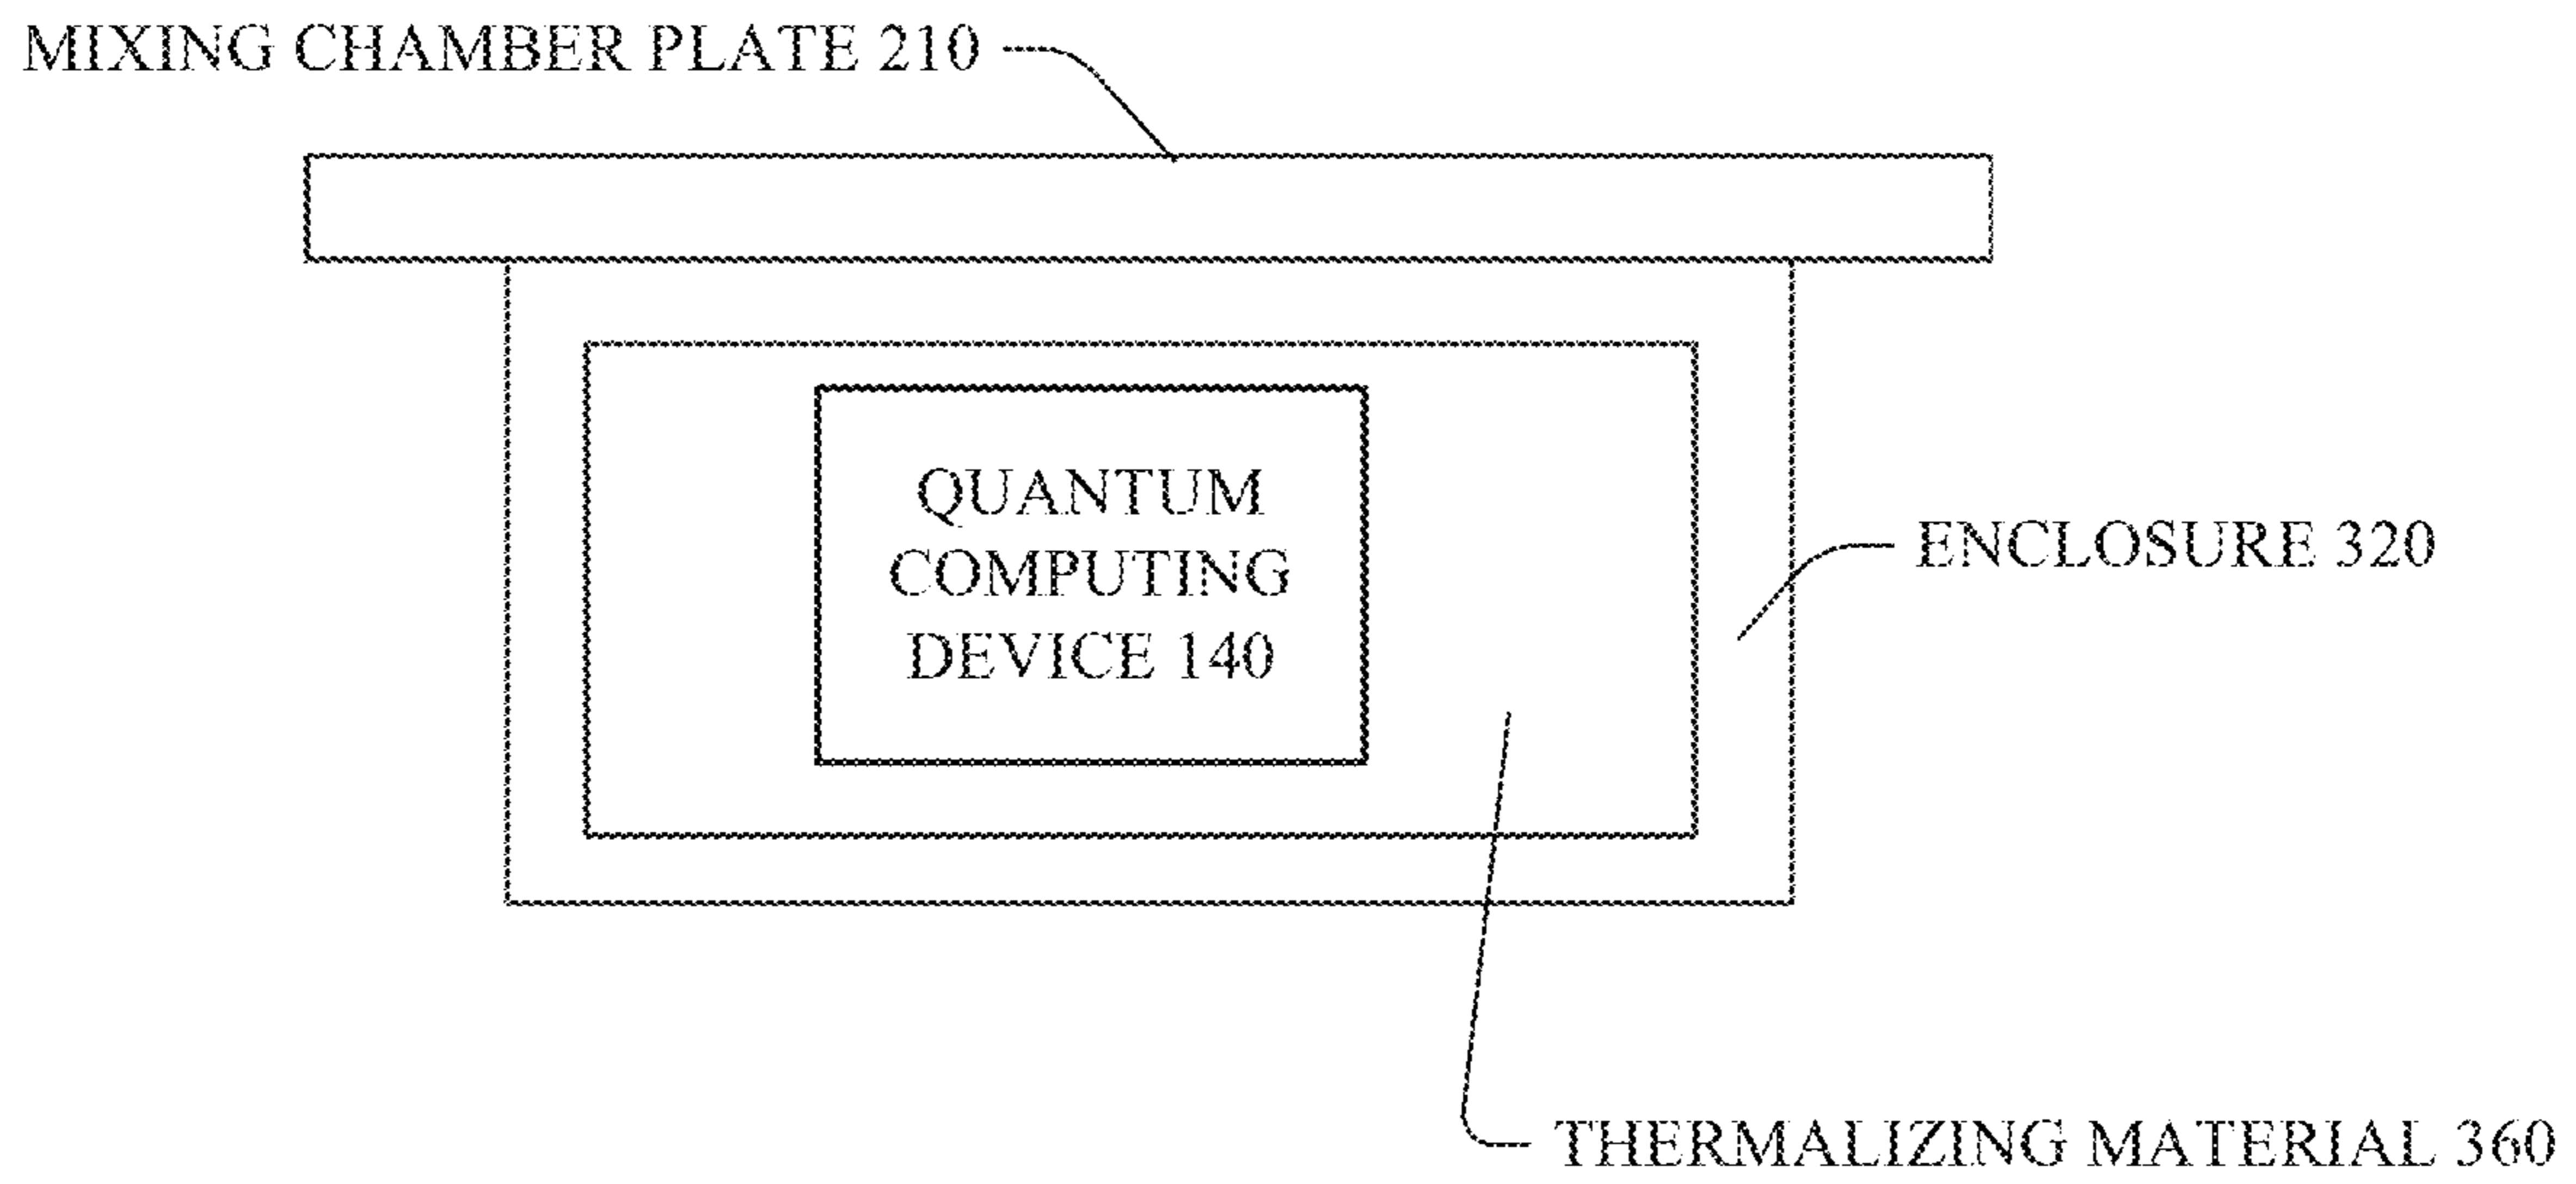 MIXING CHAMBER PLATE 210
QUANTUM
COMPUTING
DEVICE 140
ENCLOSURE 320
THERMALIZING MATERIAL 360